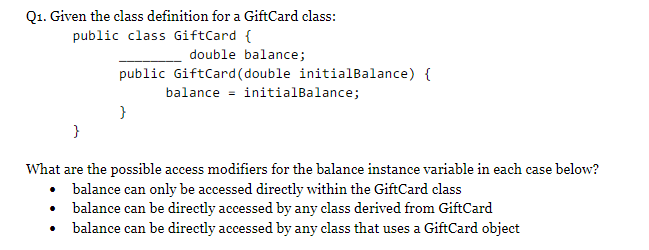 Q1. Given the class definition for a GiftCard class:
public class GiftCard {
________ double balance;
public GiftCard(double initialBalance) {
balance = initialBalance;
}
}
What are the possible access modifiers for the balance instance variable in each case below?
• balance can only be accessed directly within the GiftCard class
• balance can be directly accessed by any class derived from GiftCard
• balance can be directly accessed by any class that uses a GiftCard object